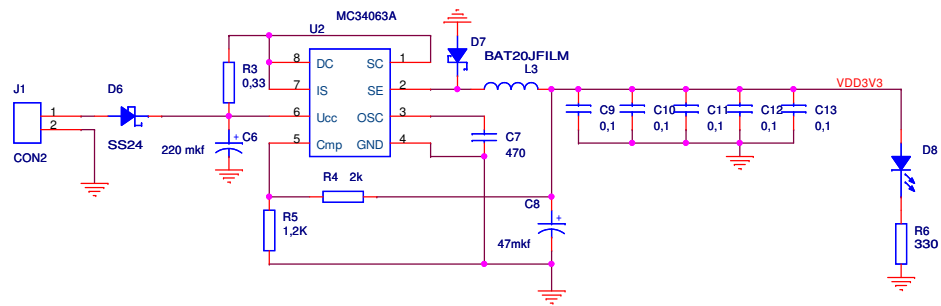 MC34063A
U2
D7
BAT20JFILM
L3
VDD3V3
R3
0,33
8
DC
SC
1
7
IS
SE
2
6
Ucc
OSC
3
5
Cmp
GND
4
J1
1
2
CON2
D6
SS24
+
C6
220 mkf
C7
470
C9
0,1
C10
0,1
C11
0,1
C12
0,1
C13
0,1
D8
R4 2k
R5
1,2K
C8
+
47mkf
R6
330